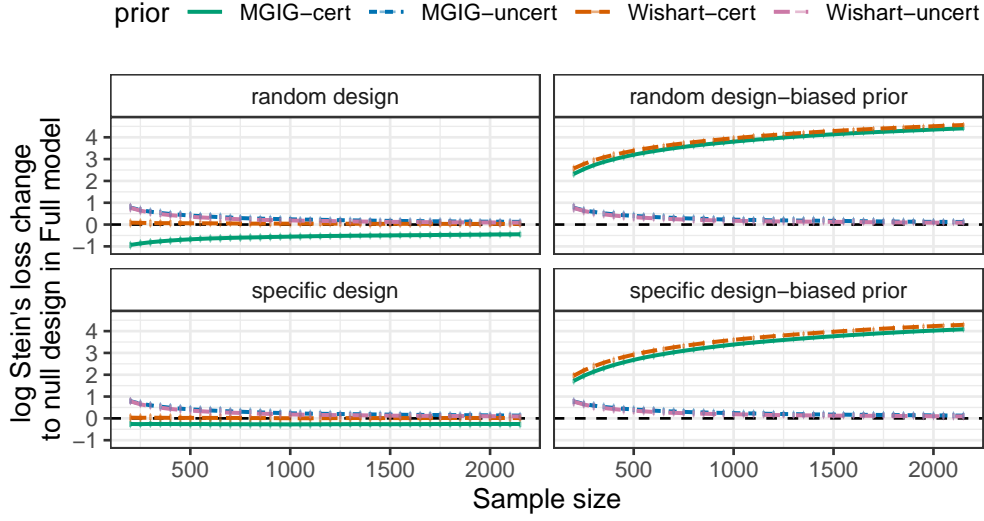 prior MGIG−cert MGIG−uncert Wishart−cert Wishart−uncert
random design
random design−biased prior
4
3
2
1
0
−1
specific design
specific design−biased prior
4
3
2
1
0
−1
500 1000 1500 2000
500 1000 1500 2000
Sample size
log Stein's loss change
to null design in Full model